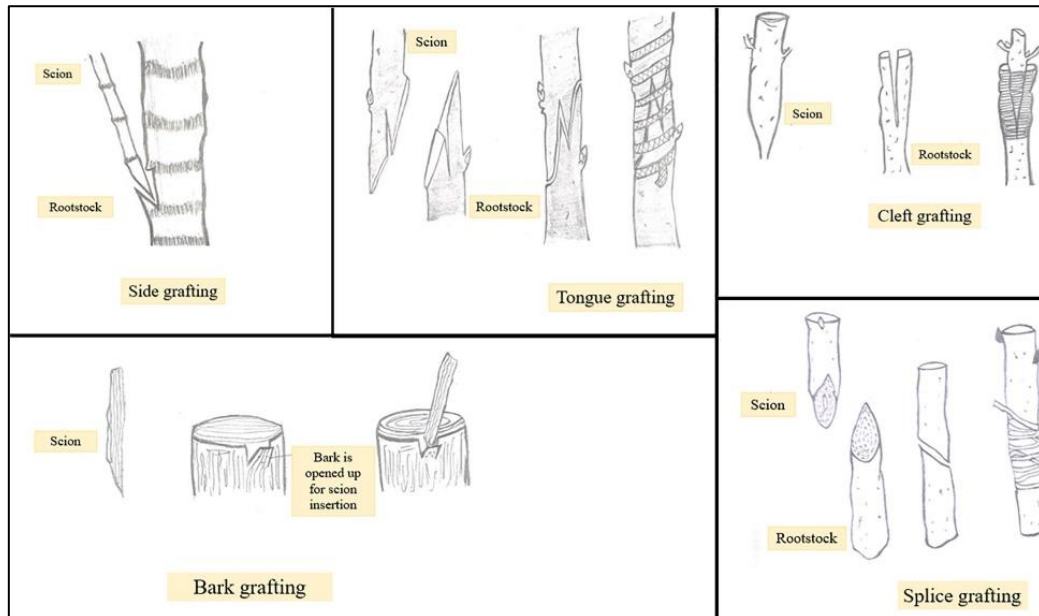 Scion
Rootstock
Side grafting
Scion
Rootstock
Tongue grafting
Scion
Rootstock
Cleft grafting
Scion
Bark is
opened up
for scion
insertion
Bark grafting
Scion
Rootstock
Splice grafting